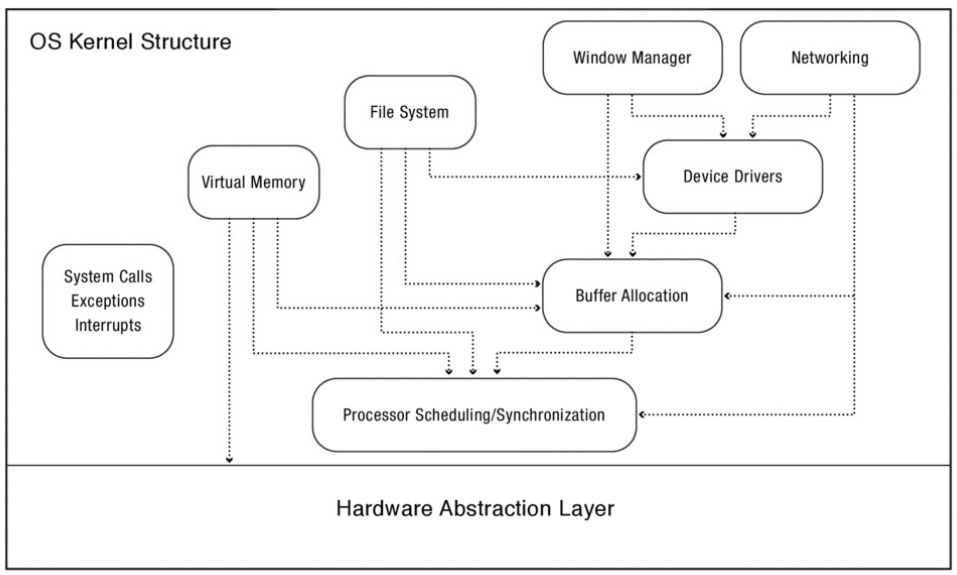 OS Kernel Structure
Window Manager
Networking
File System
Device Drivers
Virtual Memory
System Calls
Exceptions
Interrupts
Buffer Allocation
Processor Scheduling/Synchronization
Hardware Abstraction Layer